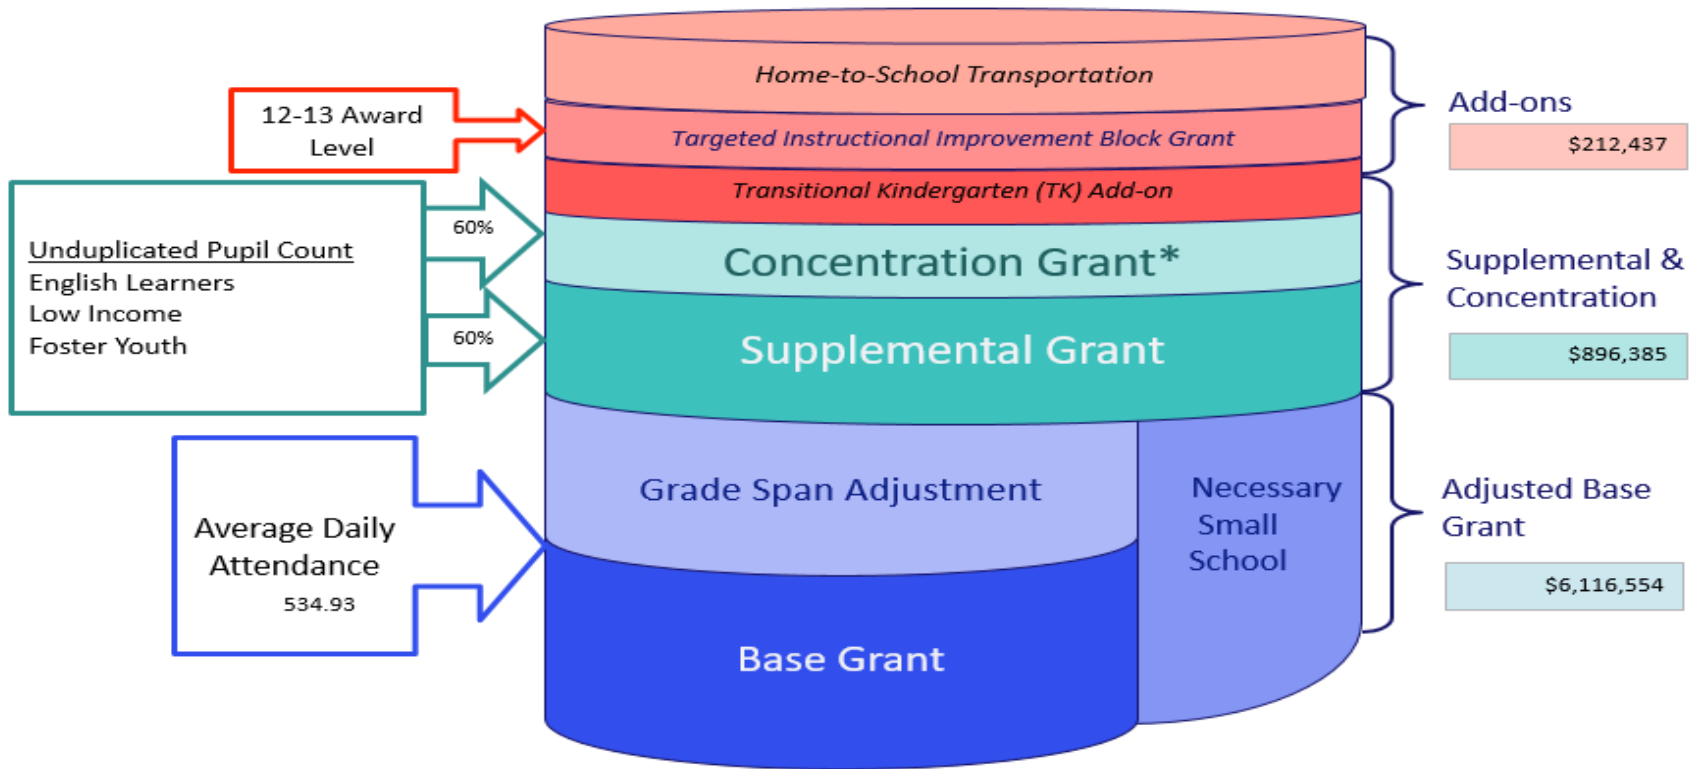 Home-to-School Transportation
12-13 Award
Level
Targeted Instructional Improvement Block Grant
Add-ons
$212,437
Transitional Kindergarten (TK) Add-on
Unduplicated Pupil Count
English Learners
Low Income
Foster Youth
60%
60%
Concentration Grant*
Supplemental Grant
Supplemental &
Concentration
$896,385
Average Daily
Attendance
534.93
Grade Span Adjustment
Base Grant
Necessary
Small
School
Adjusted Base
Grant
$6,116,554